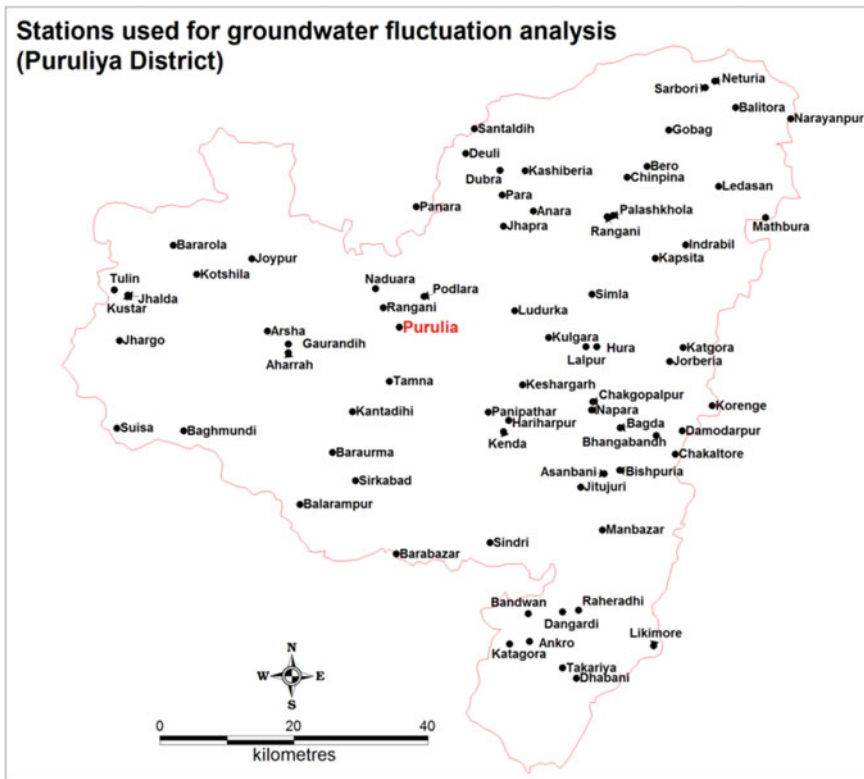 Stations used for groundwater fluctuation analysis
(Puruliya District)
Neturia
Sarbori
Balitora
Narayanpur
Santaldih
Gobag
Deuli
Bero
Dubra
Kashiberia
Chinpina
Ledasan
Para
Panara
Anara
Palashkhola
Mathbura
Jhapra
Rangani
Bararola
Indrabil
Joypur
Kapsita
Kotshila
Tulin
Naduara
Podlara
Jhalda
Simla
Kustar
Rangani
Ludurka
Purulia
Arsha
Jhargo
Gaurandih
Kulgara
Hura
Katgora
Lalpur
Aharrah
Jorberia
Tamna
Keshargarh
Chakgopalpur
Korenge
Kantadihi
Panipathar
Napara
Hariharpur
Bagda
Suisa
Baghmundi
Damodarpur
Kenda
Bhangabandh
Baraurma
Chakaltore
Asanbani
Bishpuria
Sirkabad
Jitujuri
Balarampur
Manbazar
Sindri
Barabazar
Bandwan
Raheradhi
Dangardi
Likimore
Ankro
Katagora
Takariya
Dhabani
N
W
E
S
0
20
40
kilometres